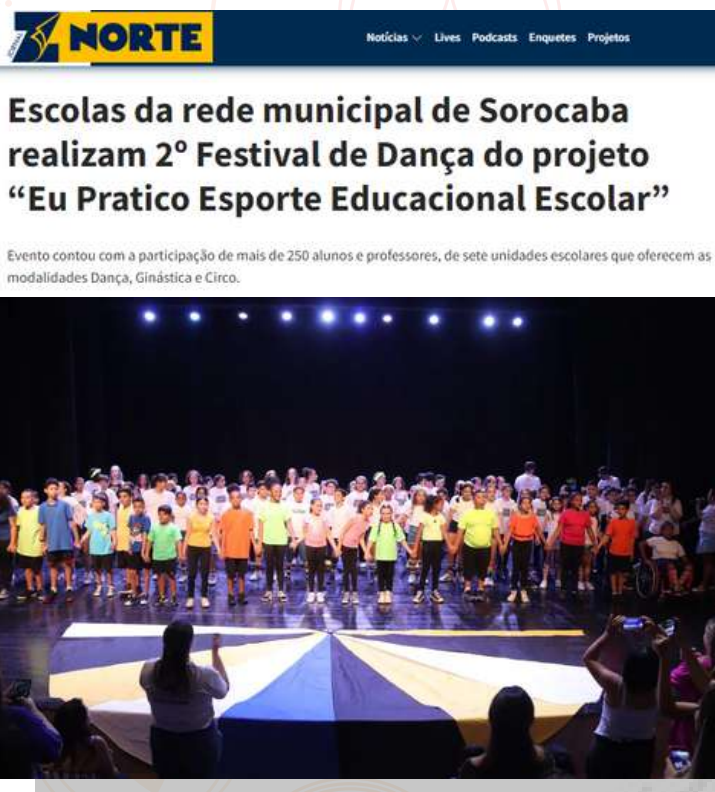 JORNAL Z NORTE
Notícias Lives Podcasts Enquetes Projetos
Escolas da rede municipal de Sorocaba
realizam 2º Festival de Dança do projeto
“Eu Pratico Esporte Educacional Escolar”
Evento contou com a participação de mais de 250 alunos e professores, de sete unidades escolares que oferecem as
modalidades Dança, Ginástica e Circo.